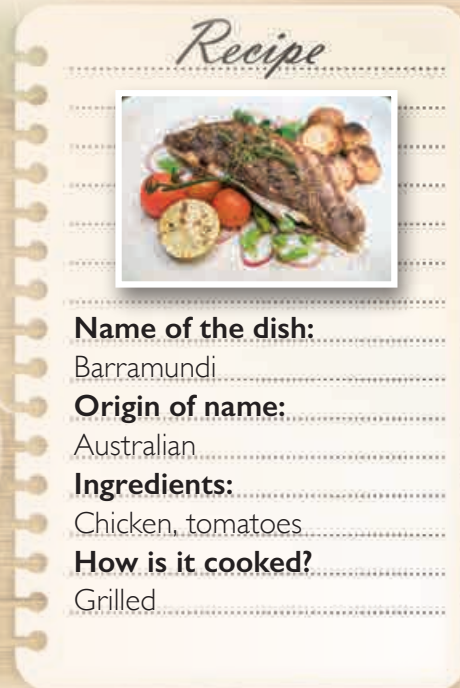 Recipe
Name of the dish:
Barramundi
Origin of name:
Australian
Ingredients:
Chicken, tomatoes
How is it cooked?
Grilled